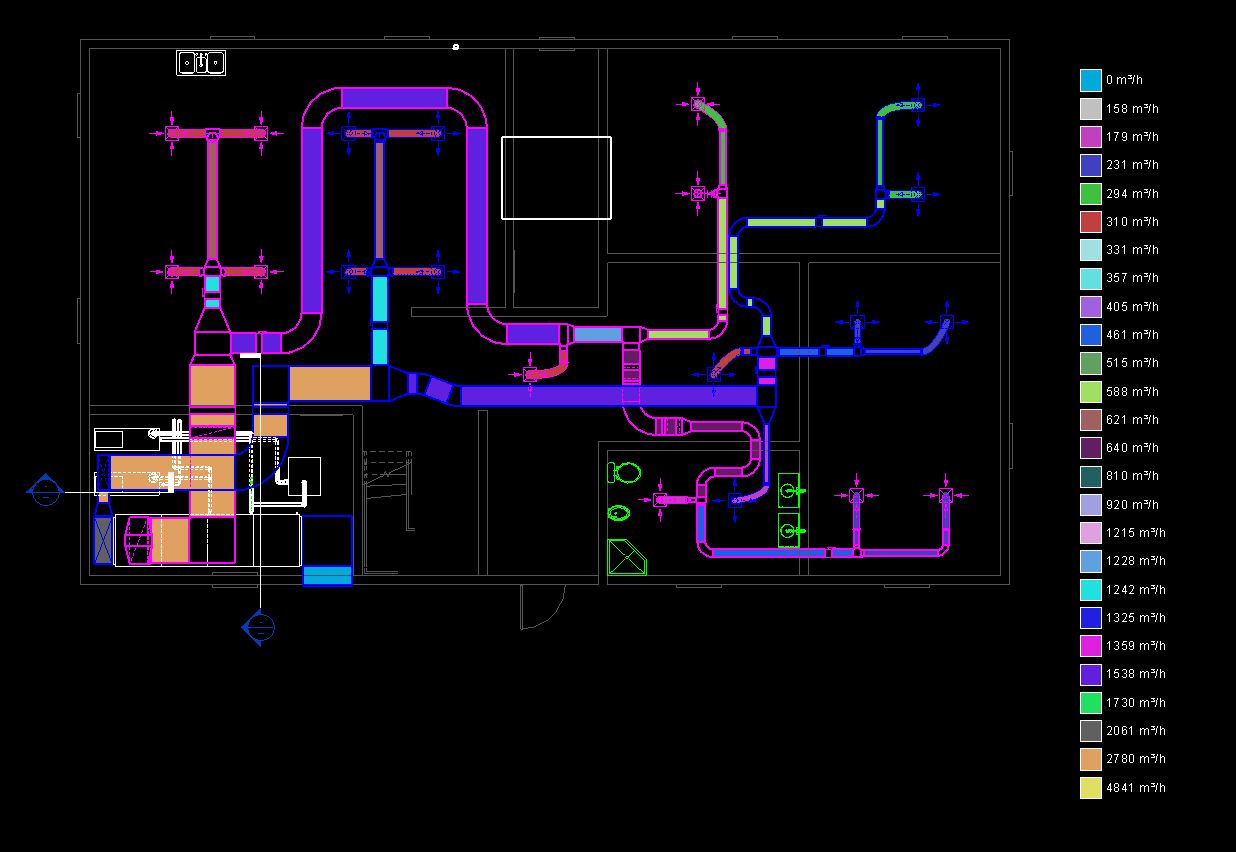 0 m³/h
158 m³/h
179 m³/h
231 m³/h
294 m³/h
310 m³/h
331 m³/h
357 m³/h
405 m³/h
461 m³/h
515 m³/h
588 m³/h
621 m³/h
640 m³/h
810 m³/h
920 m³/h
1215 m³/h
1228 m³/h
1242 m³/h
1325 m³/h
1359 m³/h
1538 m³/h
1730 m³/h
2061 m³/h
2780 m³/h
4841 m³/h